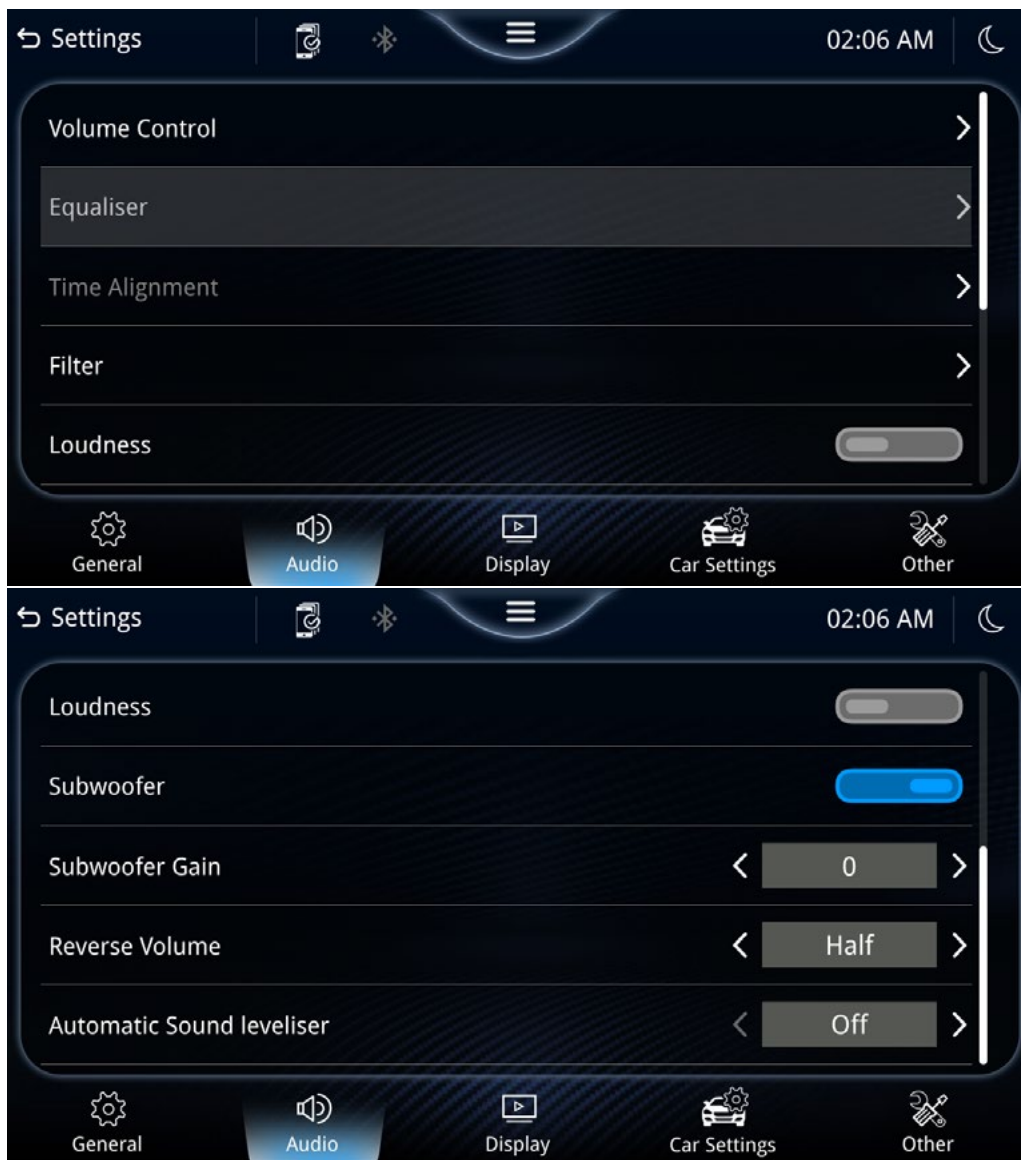 Settings 02:06 AM
Volume Control
Equaliser
Time Alignment
Filter
Loudness
General Audio Display Car Settings Other
Settings 02:06 AM
Loudness
Subwoofer
Subwoofer Gain 0
Reverse Volume Half
Automatic Sound leveliser Off
General Audio Display Car Settings Other